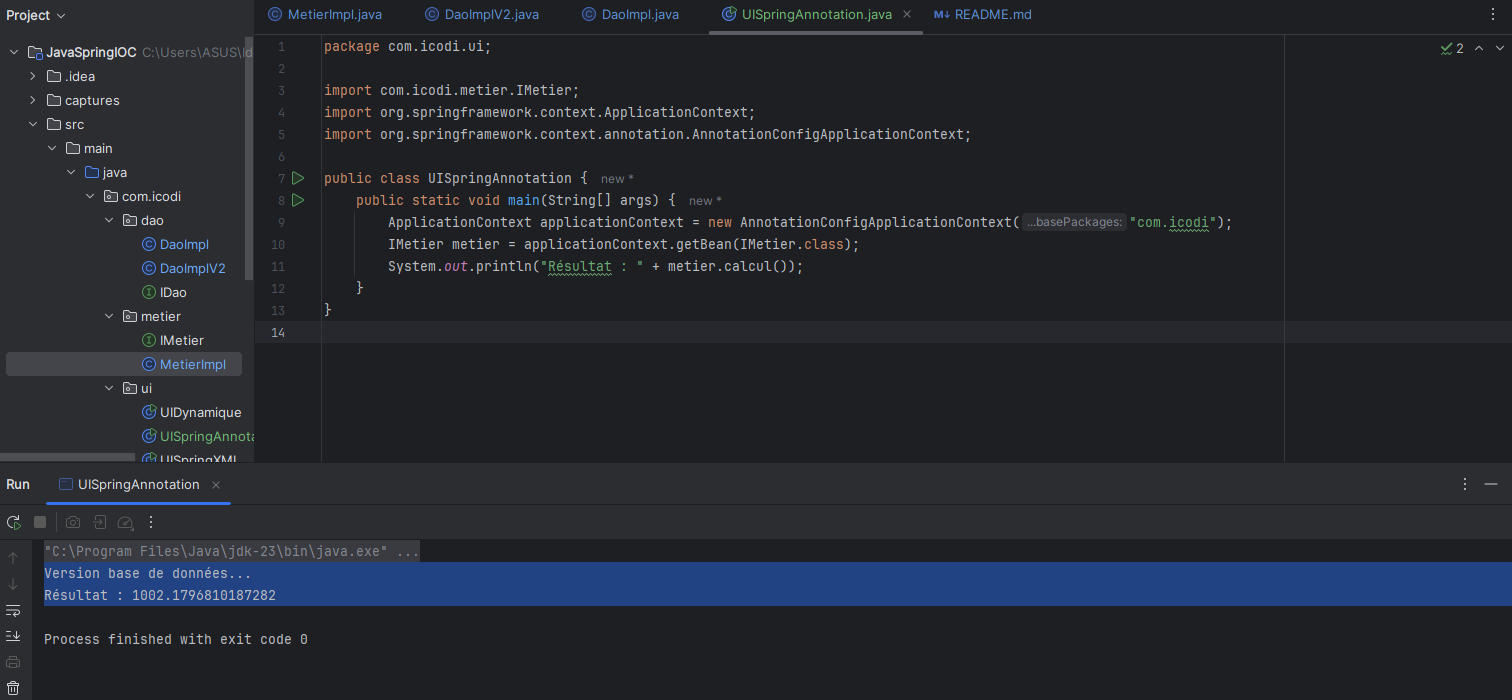 Project
MetierImpl.java
DaoImplV2.java
DaoImpl.java
UISpringAnnotation.java
M↓ README.md
JavaSpringIOC C:\Users\ASUS\Id
.idea
captures
src
main
java
com.icodi
dao
DaoImpl
DaoImplV2
IDao
metier
IMetier
MetierImpl
ui
UIDynamique
UISpringAnnota
UISpringXML
2
1 package com.icodi.ui;
2
3 import com.icodi.metier.IMetier;
4 import org.springframework.context.ApplicationContext;
5 import org.springframework.context.annotation.AnnotationConfigApplicationContext;
6
7 public class UISpringAnnotation { new *
8 public static void main(String[] args) { new *
9 ApplicationContext applicationContext = new AnnotationConfigApplicationContext( ...basePackages: "com.icodi");
10 IMetier metier = applicationContext.getBean(IMetier.class);
11 System.out.println("Résultat : " + metier.calcul());
12 }
13 }
14
Run
UISpringAnnotation
"C:\Program Files\Java\jdk-23\bin\java.exe" ...
Version base de données...
Résultat : 1002.1796810187282
Process finished with exit code 0